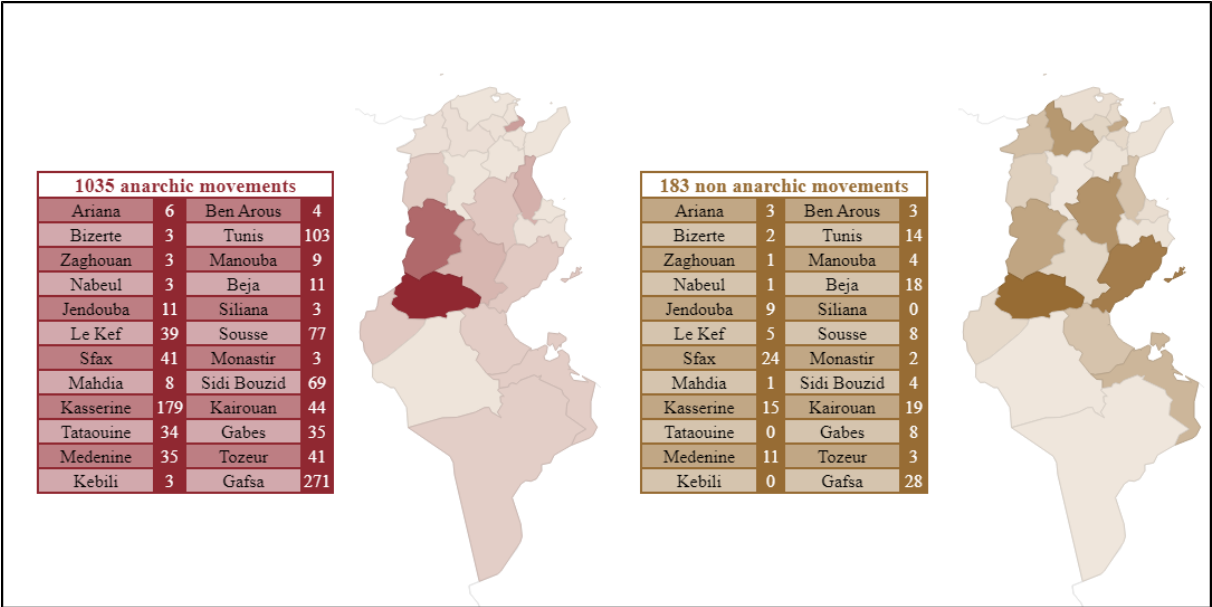 1035 anarchic movements
Ariana 6 Ben Arous 4
Bizerte 3 Tunis 103
Zaghouan 3 Manouba 9
Nabeul 3 Beja 11
Jendouba 11 Siliana 3
Le Kef 39 Sousse 77
Sfax 41 Monastir 3
Mahdia 8 Sidi Bouzid 69
Kasserine 179 Kairouan 44
Tataouine 34 Gabes 35
Medenine 35 Tozeur 41
Kebili 3 Gafsa 271
183 non anarchic movements
Ariana 3 Ben Arous 3
Bizerte 2 Tunis 14
Zaghouan 1 Manouba 4
Nabeul 1 Beja 18
Jendouba 9 Siliana 0
Le Kef 5 Sousse 8
Sfax 24 Monastir 2
Mahdia 1 Sidi Bouzid 4
Kasserine 15 Kairouan 19
Tataouine 0 Gabes 8
Medenine 11 Tozeur 3
Kebili 0 Gafsa 28